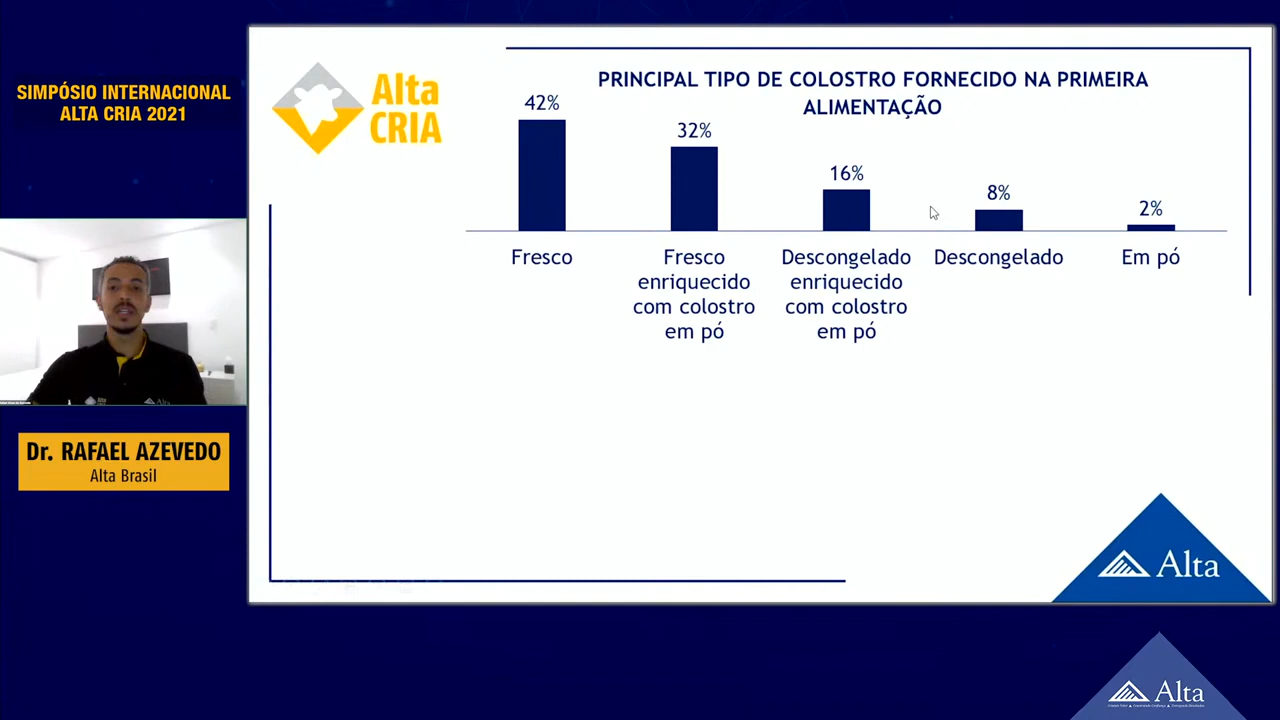 SIMPÓSIO INTERNACIONAL
ALTA CRIA 2021
Dr. RAFAEL AZEVEDO
Alta Brasil
Alta
CRIA
PRINCIPAL TIPO DE COLOSTRO FORNECIDO NA PRIMEIRA
ALIMENTAÇÃO
42%
32%
16%
8%
2%
Fresco
Fresco
enriquecido
com colostro
em pó
Descongelado
enriquecido
com colostro
em pó
Descongelado
Em pó
Alta
Alta
Alta